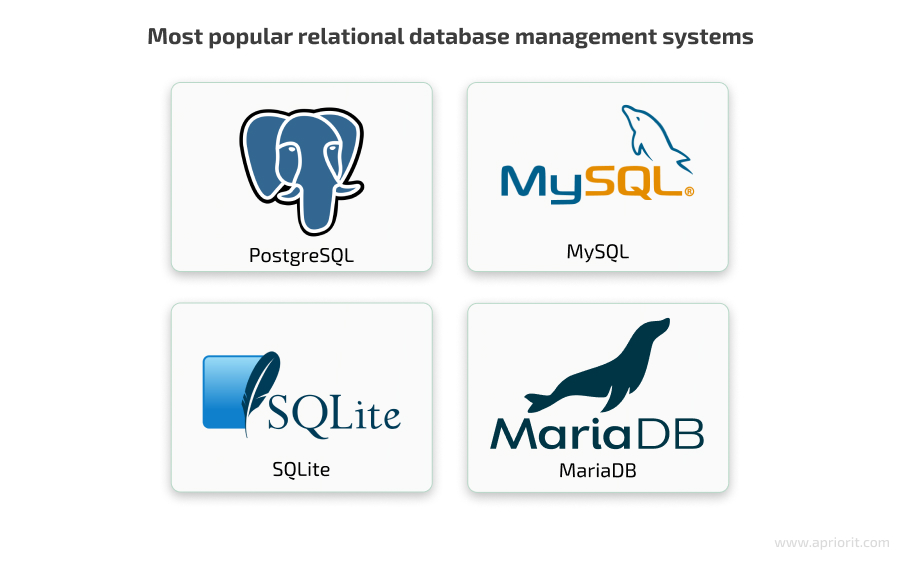 Most popular relational database management systems
PostgreSQL
MySQL®
MySQL
SQLite
SQLite
MariaDB
MariaDB
www.apriorit.com